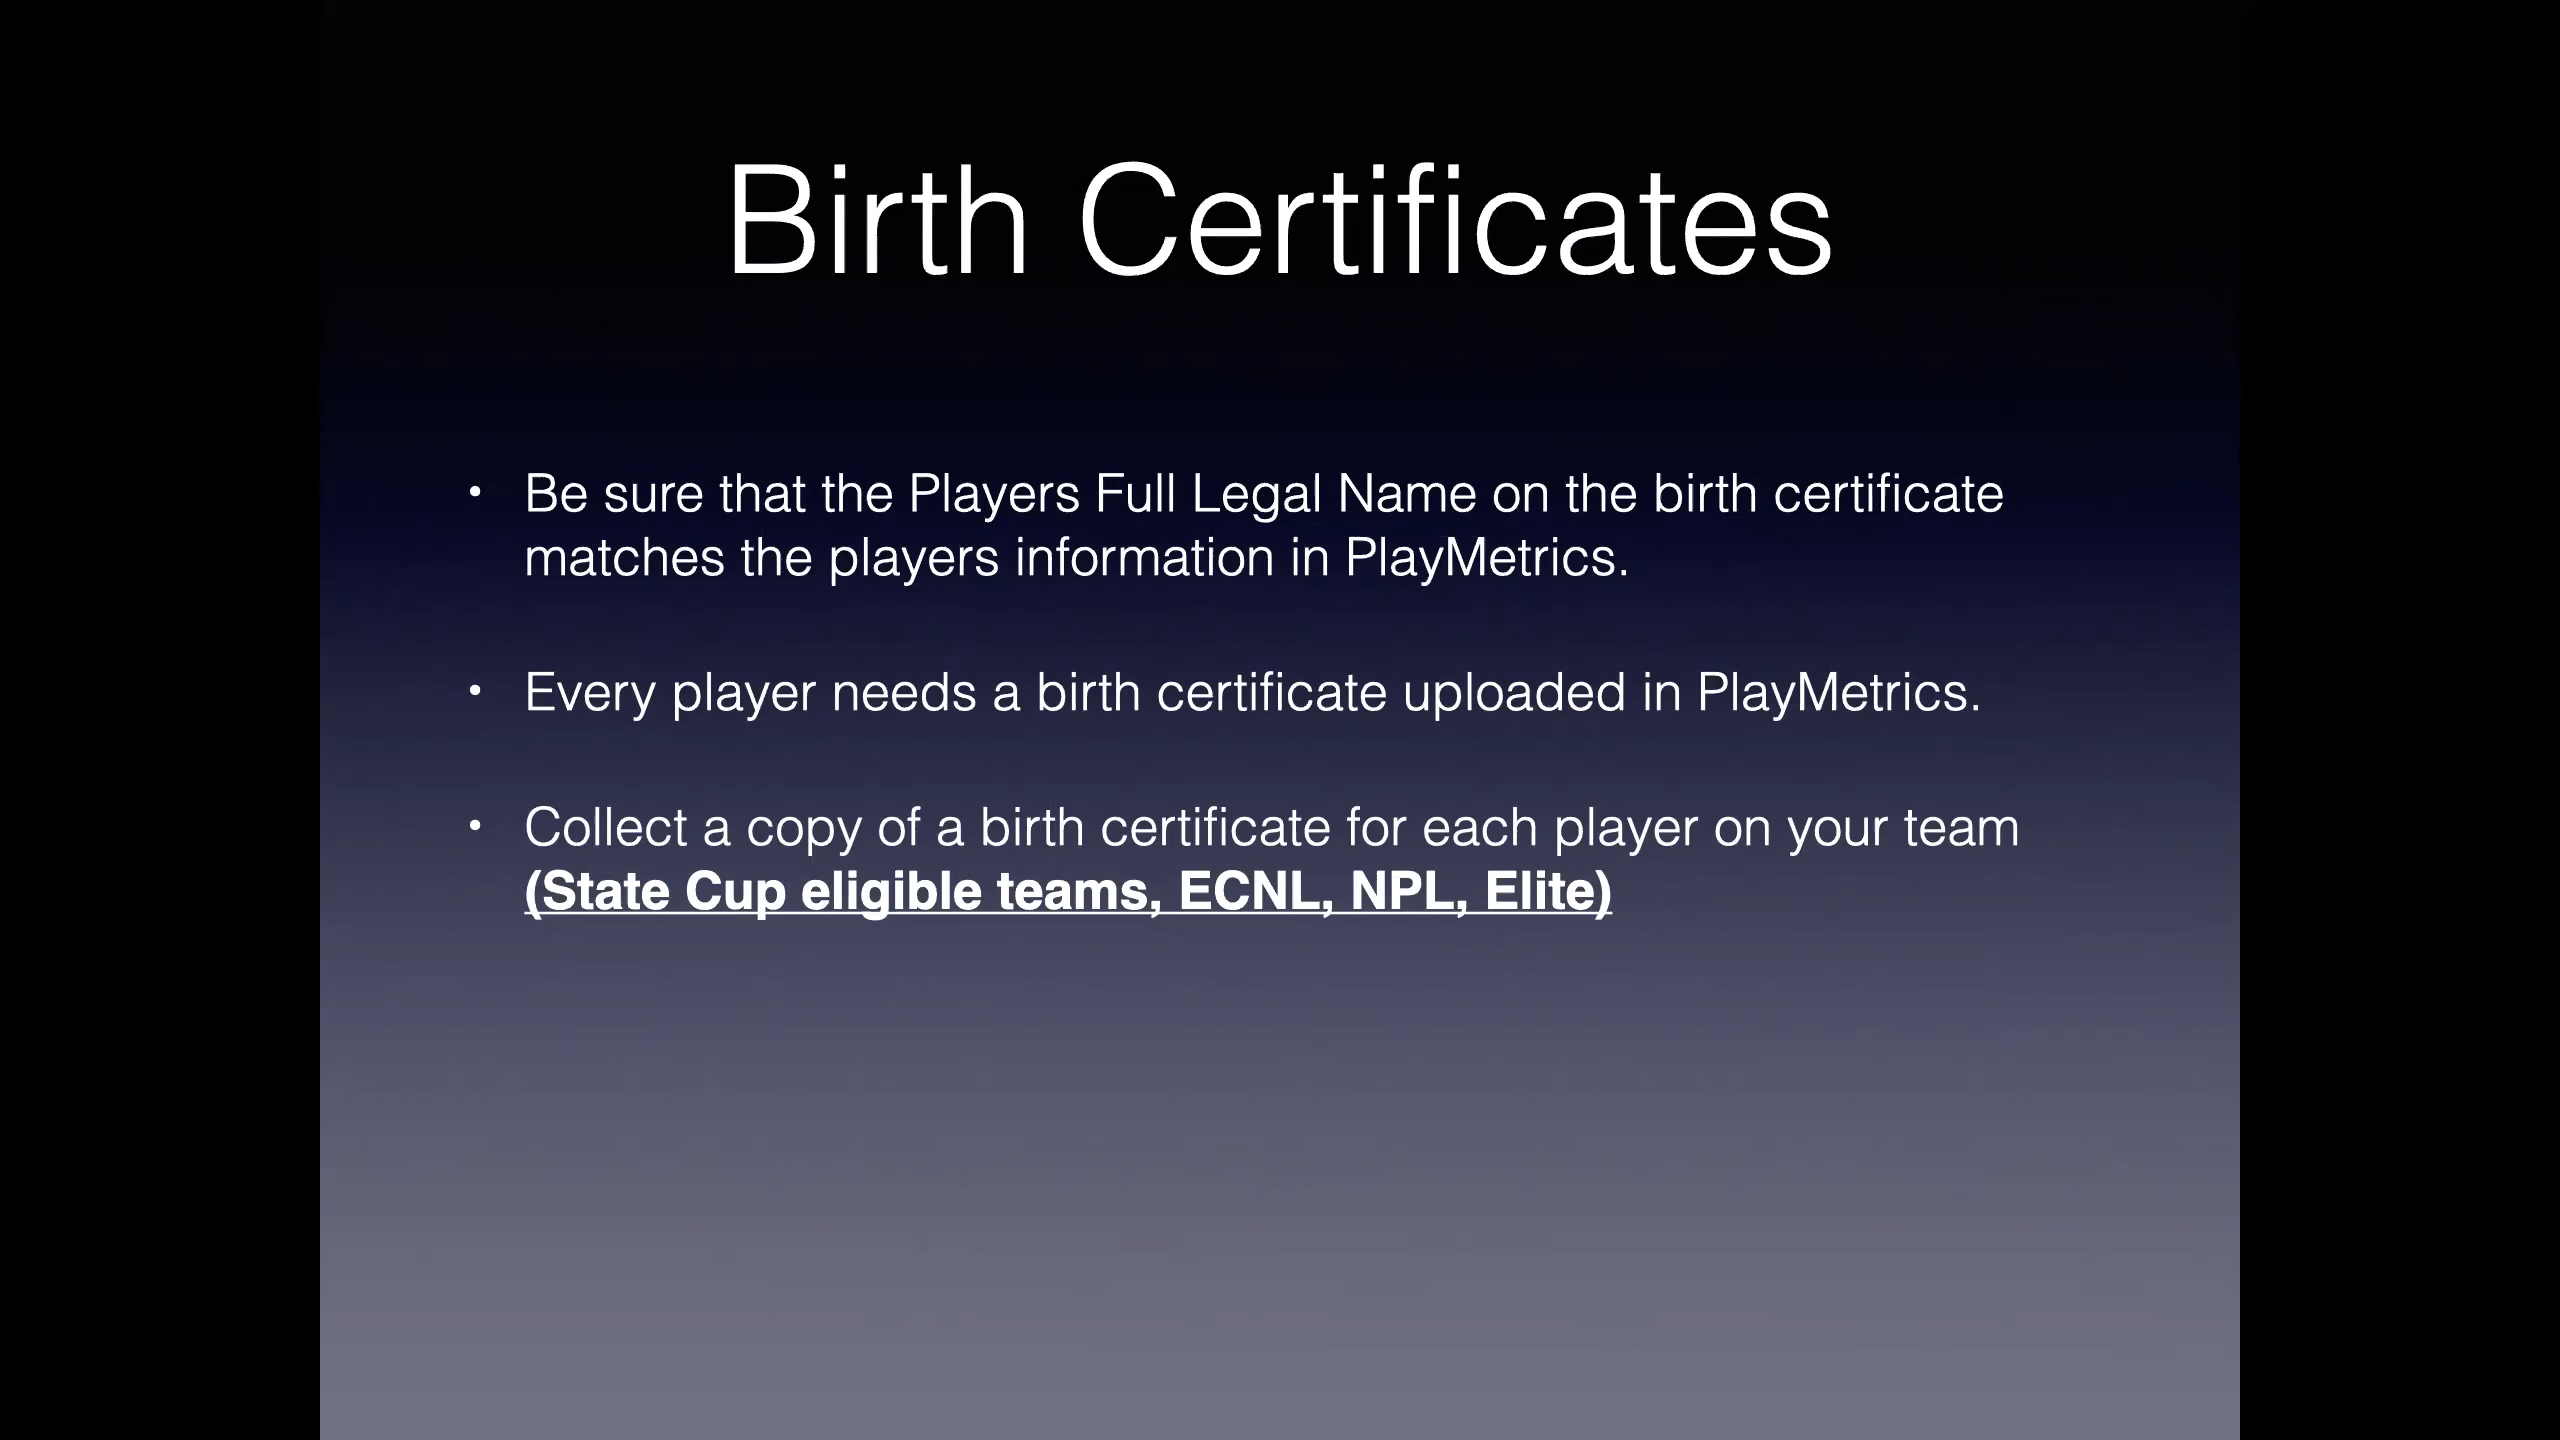 Birth Certificates
• Be sure that the Players Full Legal Name on the birth certificate
matches the players information in PlayMetrics.
• Every player needs a birth certificate uploaded in PlayMetrics.
• Collect a copy of a birth certificate for each player on your team
(State Cup eligible teams, ECNL, NPL, Elite)